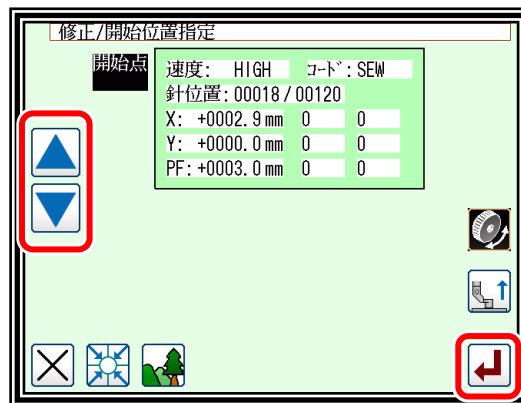 修正/開始位置指定
開始点
速度: HIGH ｺｰﾄﾞ: SEW
針位置: 00018 / 00120
X: +0002.9 mm 0 0
Y: +0000.0 mm 0 0
PF: +0003.0 mm 0 0